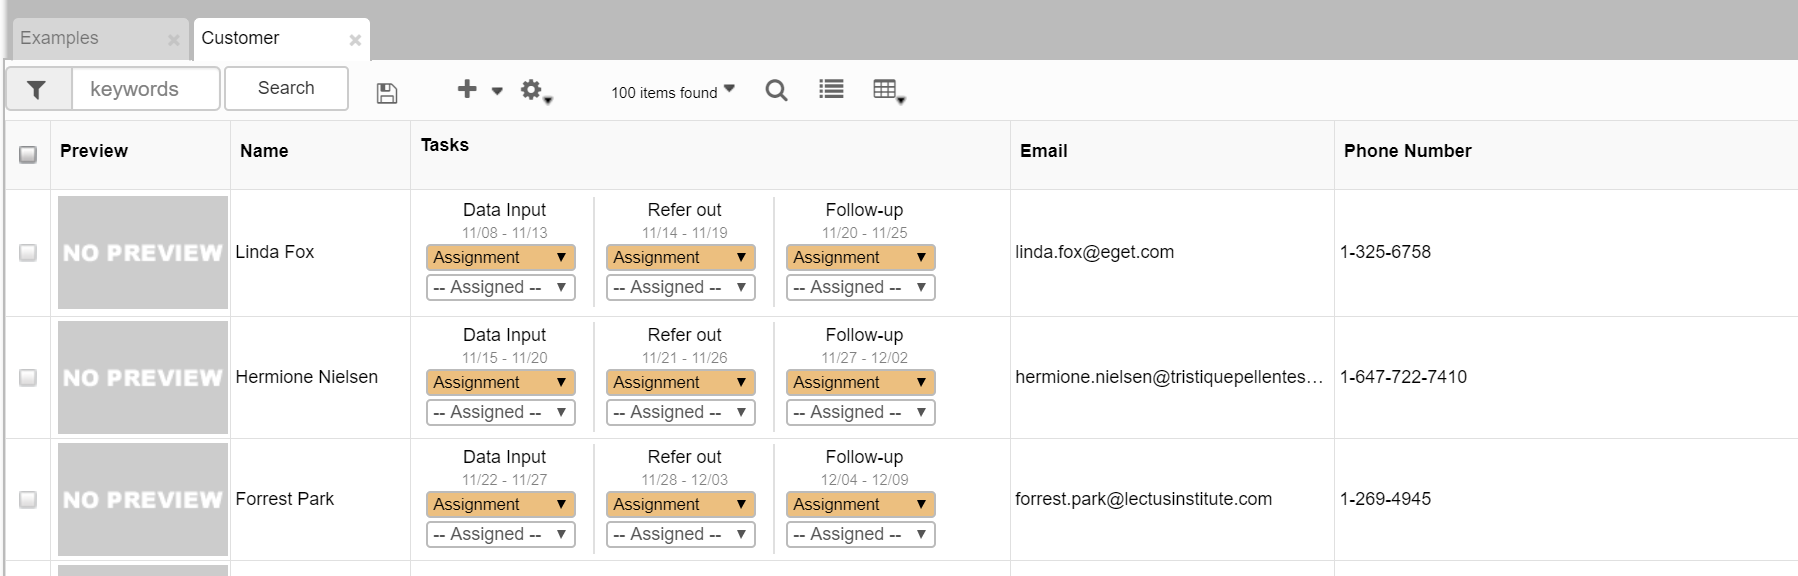 Examples
Customer
keywords
Search
100 items found
Preview
Name
Tasks
Email
Phone Number
NO PREVIEW
Linda Fox
Data Input
11/08 - 11/13
Assignment
-- Assigned --
Refer out
11/14 - 11/19
Assignment
-- Assigned --
Follow-up
11/20 - 11/25
Assignment
-- Assigned --
linda.fox@eget.com
1-325-6758
NO PREVIEW
Hermione Nielsen
Data Input
11/15 - 11/20
Assignment
-- Assigned --
Refer out
11/21 - 11/26
Assignment
-- Assigned --
Follow-up
11/27 - 12/02
Assignment
-- Assigned --
hermione.nielsen@tristiquepellentes...
1-647-722-7410
NO PREVIEW
Forrest Park
Data Input
11/22 - 11/27
Assignment
-- Assigned --
Refer out
11/28 - 12/03
Assignment
-- Assigned --
Follow-up
12/04 - 12/09
Assignment
-- Assigned --
forrest.park@lectusinstitute.com
1-269-4945